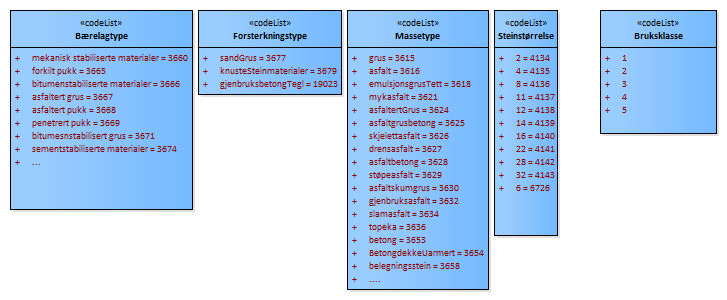 «codeList»
Bærelagtype
+ mekanisk stabiliserte materialer = 3660
+ forkilt pukk = 3665
+ bitumenstabiliserte materialer = 3666
+ asfaltert grus = 3667
+ asfaltert pukk = 3668
+ penetrert pukk = 3669
+ bitumesnstabilisert grus = 3671
+ sementstabiliserte materialer = 3674
+ ...
«codeList»
Forsterkningstype
+ sandGrus = 3677
+ knusteSteinmaterialer = 3679
+ gjenbruksbetongTegl = 19023
«codeList»
Massetype
+ grus = 3615
+ asfalt = 3616
+ emulsjonsgrusTett = 3618
+ mykasfalt = 3621
+ asfaltertGrus = 3624
+ asfaltgrusbetong = 3625
+ skjelettasfalt = 3626
+ drensasfalt = 3627
+ asfaltbetong = 3628
+ støpeasfalt = 3629
+ asfaltskumgrus = 3630
+ gjenbruksasfalt = 3632
+ slamasfalt = 3634
+ topeka = 3636
+ betong = 3653
+ BetongdekkeUarmert = 3654
+ belegningsstein = 3658
+ ....
«codeList»
Steinstørrelse
+ 2 = 4134
+ 4 = 4135
+ 8 = 4136
+ 11 = 4137
+ 12 = 4138
+ 14 = 4139
+ 16 = 4140
+ 22 = 4141
+ 28 = 4142
+ 32 = 4143
+ 6 = 6726
«codeList»
Bruksklasse
+ 1
+ 2
+ 3
+ 4
+ 5